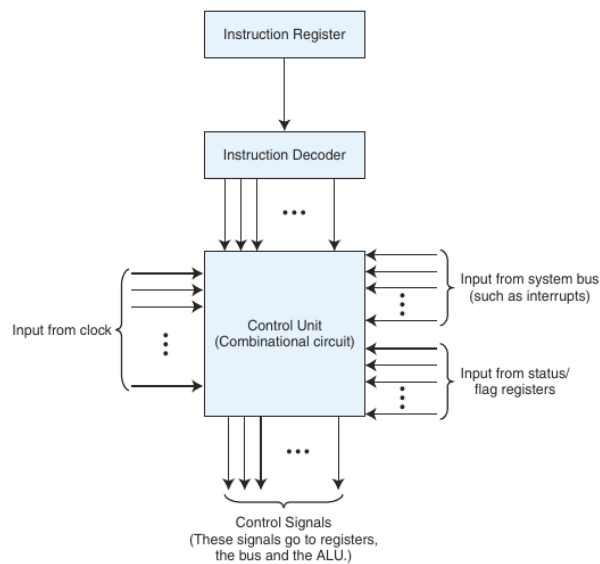 Instruction Register
Instruction Decoder
Input from clock
Control Unit
(Combinational circuit)
Input from system bus
(such as interrupts)
Input from status/
flag registers
Control Signals
(These signals go to registers,
the bus and the ALU.)